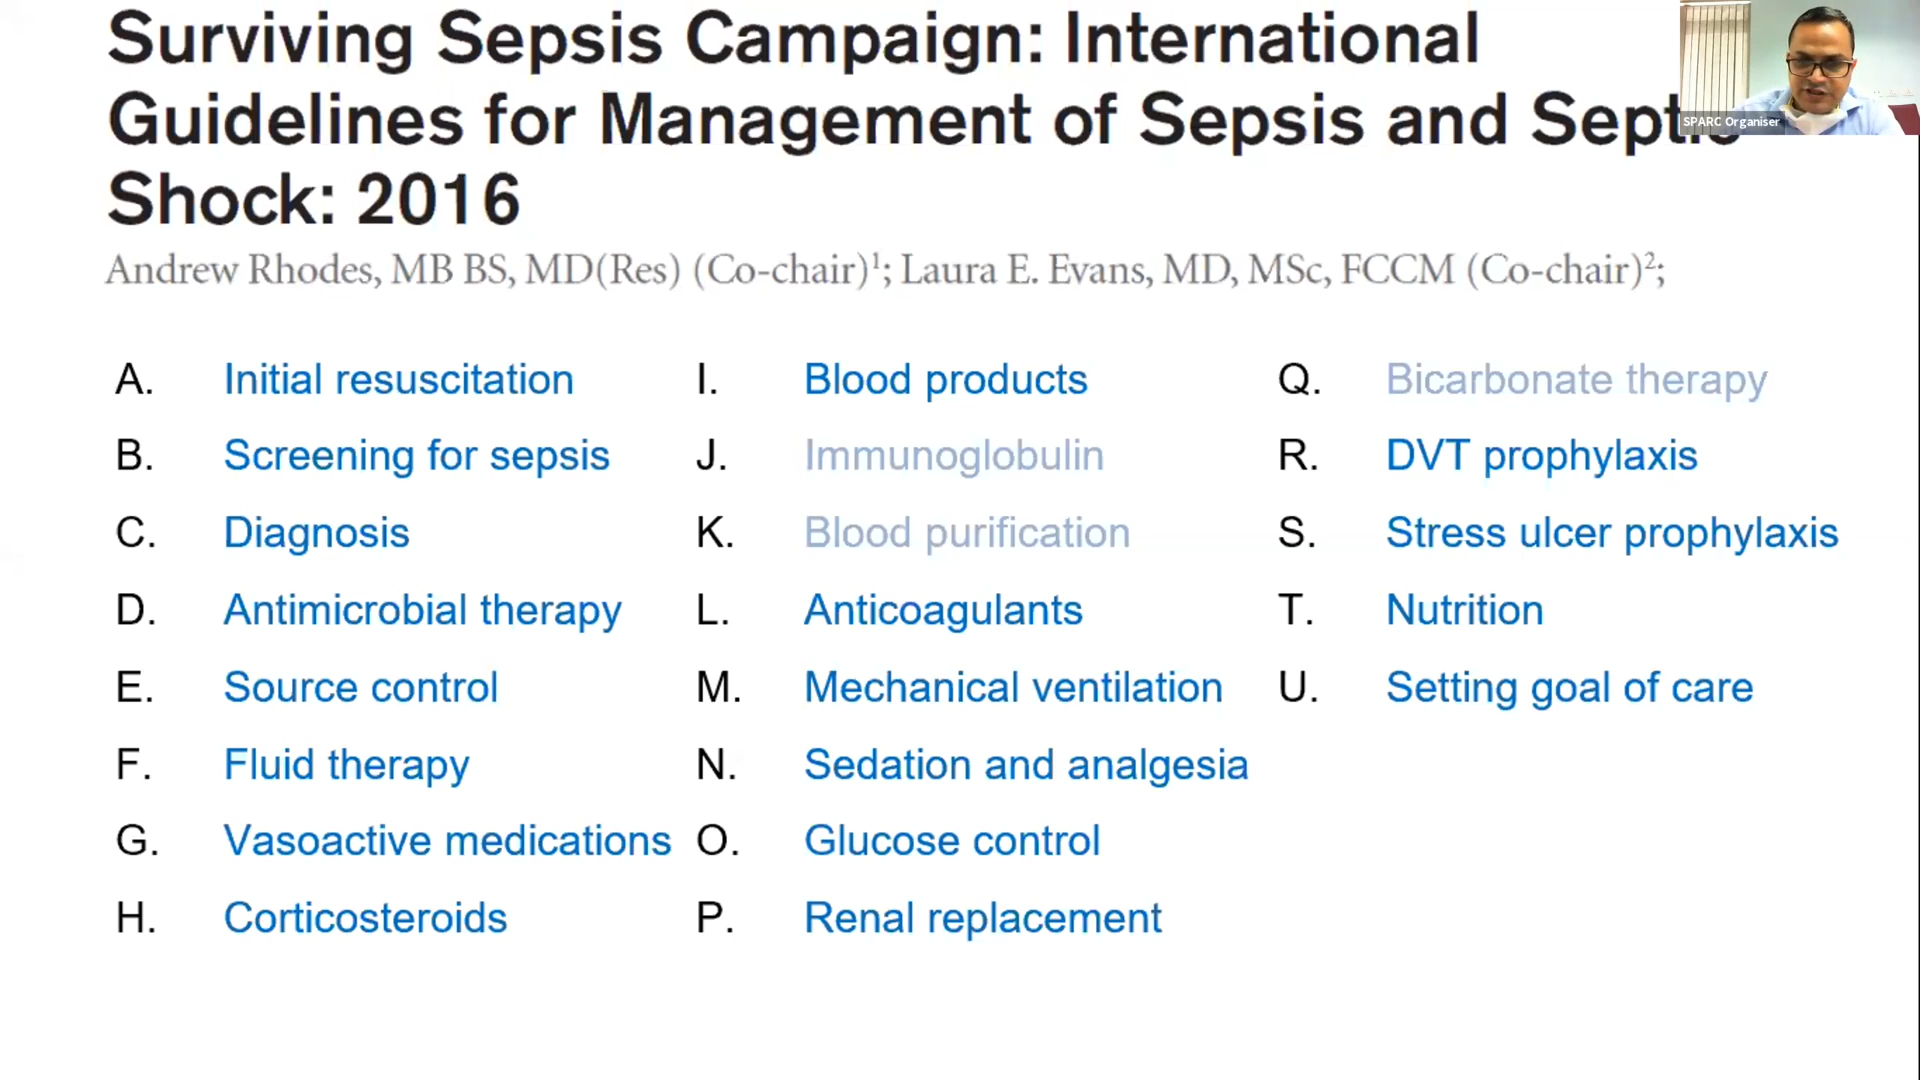 Surviving Sepsis Campaign: International
Guidelines for Management of Sepsis and Septic
Shock: 2016
SPARC Organiser
Andrew Rhodes, MB BS, MD(Res) (Co-chair)¹; Laura E. Evans, MD, MSc, FCCM (Co-chair)²;
A. Initial resuscitation
B. Screening for sepsis
C. Diagnosis
D. Antimicrobial therapy
E. Source control
F. Fluid therapy
G. Vasoactive medications
H. Corticosteroids
I. Blood products
J. Immunoglobulin
K. Blood purification
L. Anticoagulants
M. Mechanical ventilation
N. Sedation and analgesia
O. Glucose control
P. Renal replacement
Q. Bicarbonate therapy
R. DVT prophylaxis
S. Stress ulcer prophylaxis
T. Nutrition
U. Setting goal of care